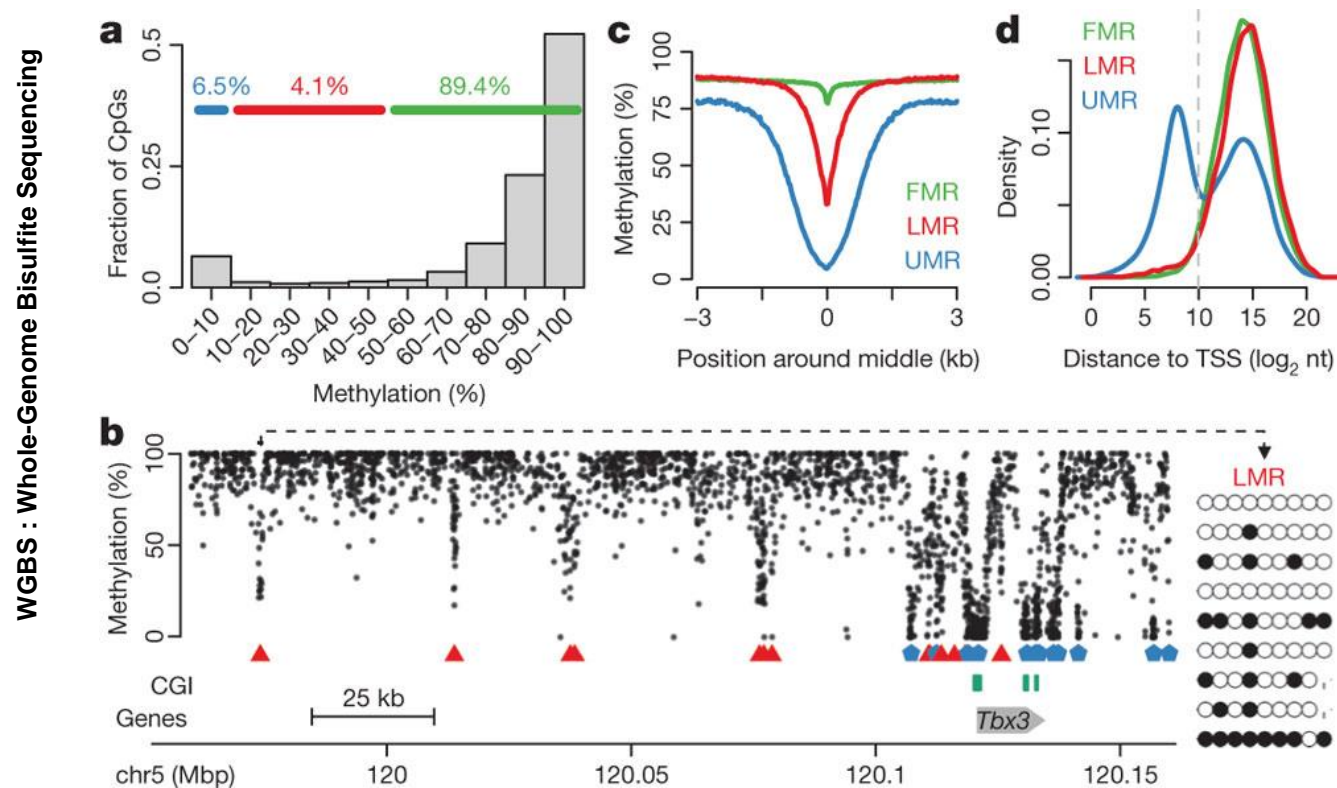 WGBS : Whole-Genome Bisulfite Sequencing
a
Fraction of CpGs
0.5
0.25
0.0
6.5% 4.1% 89.4%
0–10 10–20 20–30 30–40 40–50 50–60 60–70 70–80 80–90 90–100
Methylation (%)
c
Methylation (%)
100
75
50
25
0
FMR
LMR
UMR
−3 0 3
Position around middle (kb)
d
FMR
LMR
UMR
Density
0.10
0.00
0 5 10 15 20
Distance to TSS (log2 nt)
b
Methylation (%)
100
50
0
LMR
CGI
25 kb
Genes
Tbx3
chr5 (Mbp) 120 120.05 120.1 120.15